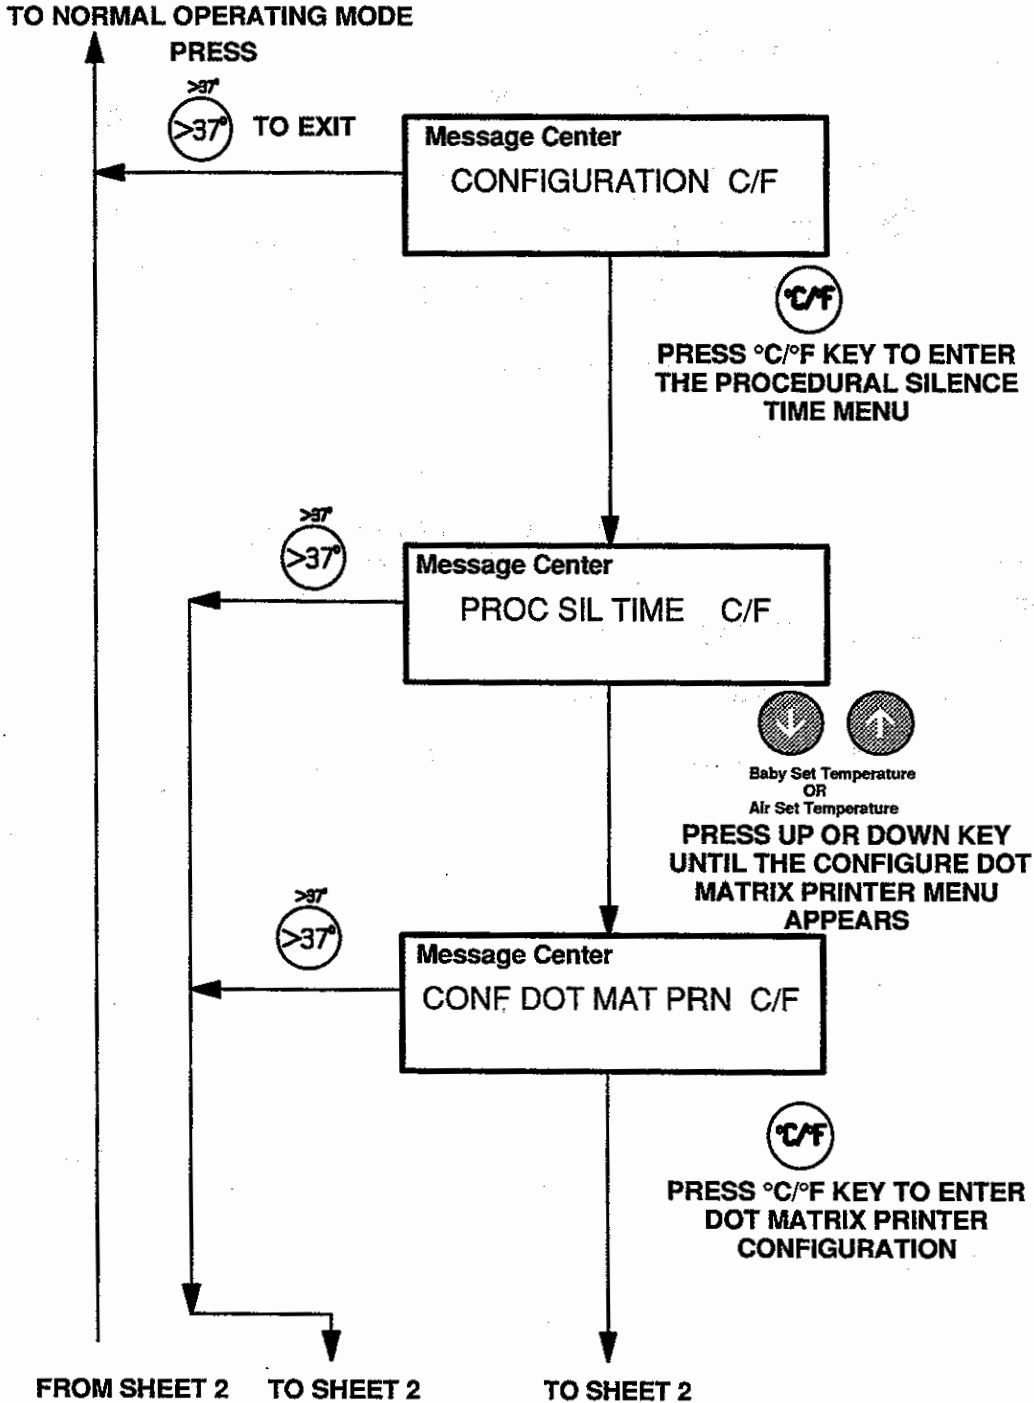 TO NORMAL OPERATING MODE
PRESS
>37°
>37° TO EXIT
Message Center
CONFIGURATION C/F
°C/°F
PRESS °C/°F KEY TO ENTER
THE PROCEDURAL SILENCE
TIME MENU
>37°
>37°
Message Center
PROC SIL TIME C/F
Baby Set Temperature
OR
Air Set Temperature
PRESS UP OR DOWN KEY
UNTIL THE CONFIGURE DOT
MATRIX PRINTER MENU
APPEARS
>37°
>37°
Message Center
CONF DOT MAT PRN C/F
°C/°F
PRESS °C/°F KEY TO ENTER
DOT MATRIX PRINTER
CONFIGURATION
FROM SHEET 2 TO SHEET 2 TO SHEET 2